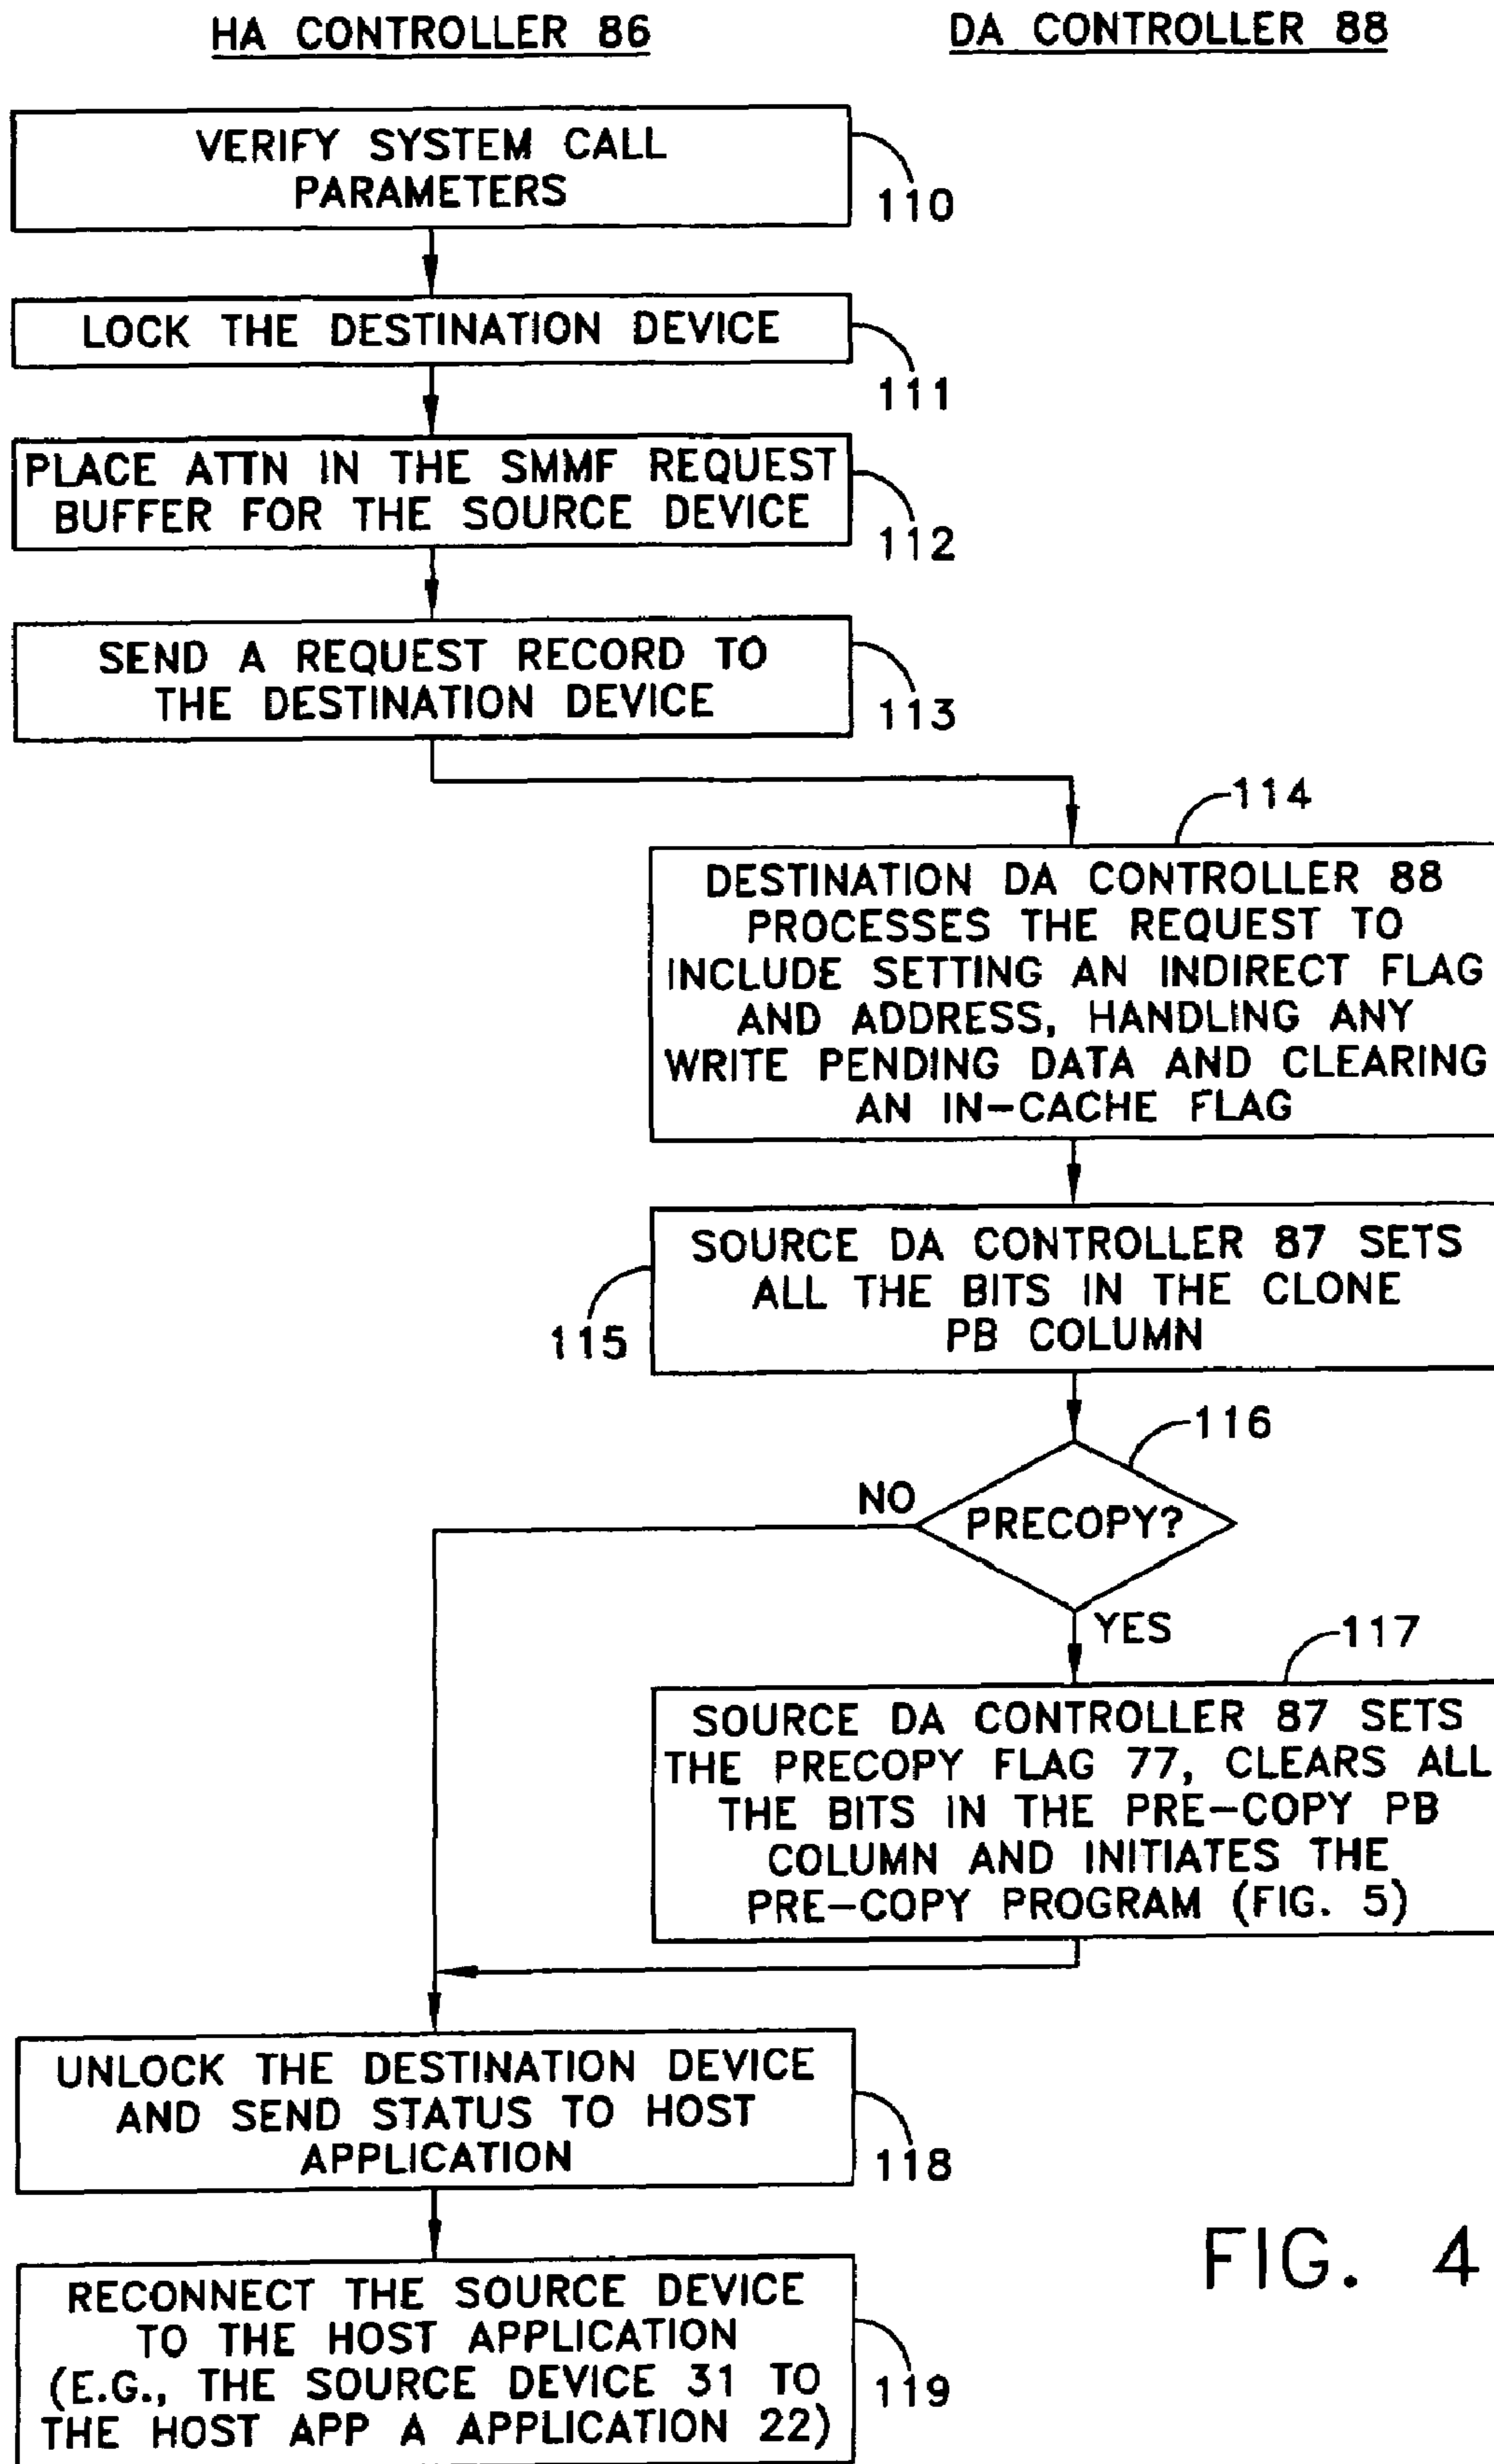 HA CONTROLLER 86
DA CONTROLLER 88
VERIFY SYSTEM CALL
PARAMETERS
110
LOCK THE DESTINATION DEVICE
111
PLACE ATTN IN THE SMMF REQUEST
BUFFER FOR THE SOURCE DEVICE
112
SEND A REQUEST RECORD TO
THE DESTINATION DEVICE
113
114
DESTINATION DA CONTROLLER 88
PROCESSES THE REQUEST TO
INCLUDE SETTING AN INDIRECT FLAG
AND ADDRESS, HANDLING ANY
WRITE PENDING DATA AND CLEARING
AN IN-CACHE FLAG
SOURCE DA CONTROLLER 87 SETS
ALL THE BITS IN THE CLONE
PB COLUMN
115
116
NO
PRECOPY?
YES
117
SOURCE DA CONTROLLER 87 SETS
THE PRECOPY FLAG 77, CLEARS ALL
THE BITS IN THE PRE-COPY PB
COLUMN AND INITIATES THE
PRE-COPY PROGRAM (FIG. 5)
UNLOCK THE DESTINATION DEVICE
AND SEND STATUS TO HOST
APPLICATION
118
RECONNECT THE SOURCE DEVICE
TO THE HOST APPLICATION
(E.G., THE SOURCE DEVICE 31 TO
THE HOST APP A APPLICATION 22)
119
FIG. 4